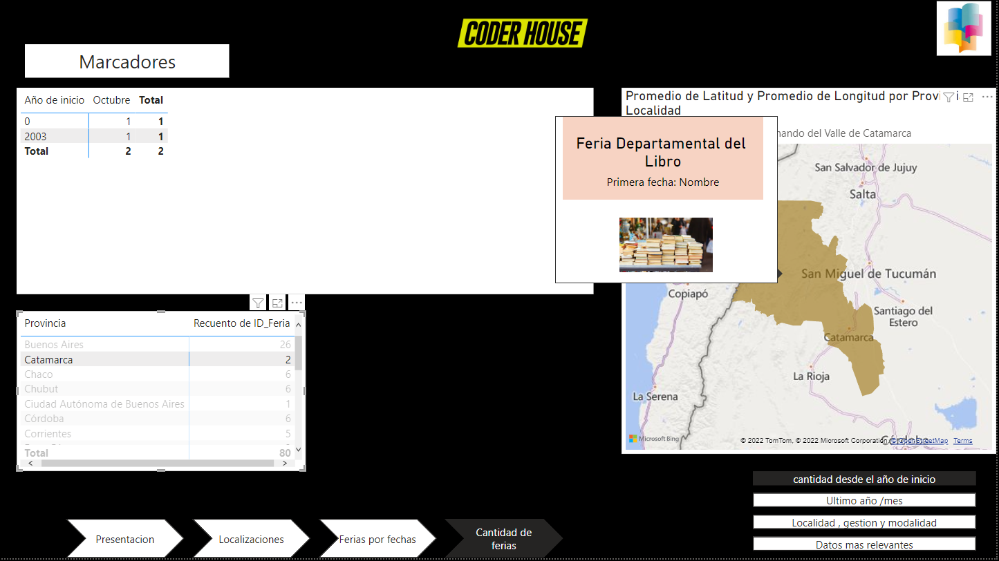 CODER HOUSE
Marcadores
Año de inicio Octubre Total
0 1 1
2003 1 1
Total 2 2
Promedio de Latitud y Promedio de Longitud por
Localidad
del Valle de Catamarca
Feria Departamental del
Libro
Primera fecha: Nombre
San Salvador de Jujuy
Salta
San Miguel de Tucumán
Copiapó
Santiago del
Estero
Catamarca
La Rioja
La Serena
Córdoba
Microsoft Bing
© 2022 TomTom, © 2022 Microsoft Corporation, © OpenStreetMap Terms
Provincia Recuento de ID_Feria
Buenos Aires 26
Catamarca 2
Chaco 6
Chubut 6
Ciudad Autónoma de Buenos Aires 1
Córdoba 6
Corrientes 5
Total 80
cantidad desde el año de inicio
Ultimo año /mes
Localidad , gestion y modalidad
Datos mas relevantes
Presentacion
Localizaciones
Ferias por fechas
Cantidad de
ferias